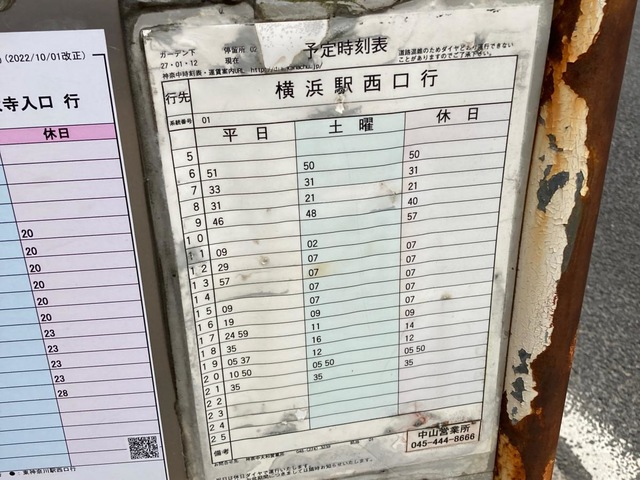 (2022/10/01改正)
寺入口 行
休日
20
20
20
20
20
20
23
23
23
28
ガーデン下 停留所 02
27・01・12 現在
予定時刻表
道路混雑のためダイヤどおり運行できない
ことがありますのでご了承下さい。
神奈中時刻表・運賃案内URL
行先 横浜駅西口行
系統番号 01
平日 土曜 休日
5
6 51 50 50
7 33 31 31
8 31 21 21
9 46 48 40
10 57
11 09 02
12 29 07 07
13 57 07 07
14 07 07
15 09 07 07
16 19 09 07
17 24 59 11 09
18 35 16 14
19 05 37 12 12
20 10 50 05 50 05 50
21 35 35 35
22
23
24
25
備考
中山営業所
045-444-8666
●:東神奈川駅西口行